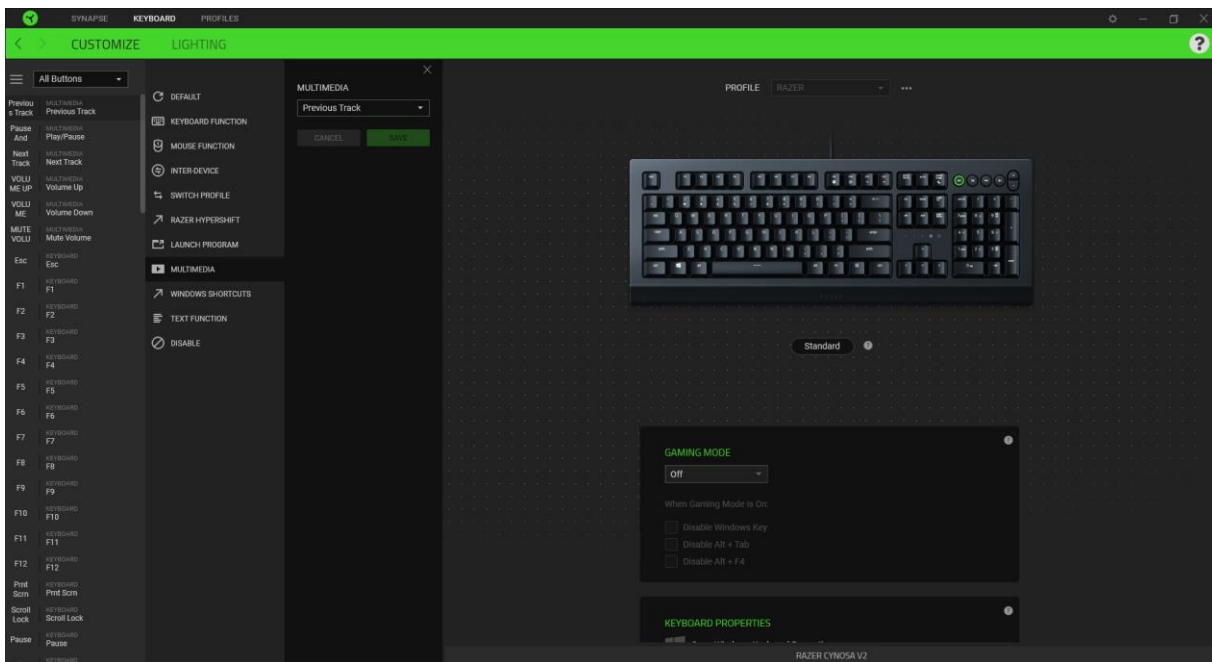 SYNAPSE KEYBOARD PROFILES
CUSTOMIZE LIGHTING
?
All Buttons
Previou
s Track
MULTIMEDIA
Previous Track
Pause
And
MULTIMEDIA
Play/Pause
Next
Track
MULTIMEDIA
Next Track
VOLU
ME UP
MULTIMEDIA
Volume Up
VOLU
ME
MULTIMEDIA
Volume Down
MUTE
VOLU
MULTIMEDIA
Mute Volume
Esc
KEYBOARD
Esc
F1
KEYBOARD
F1
F2
KEYBOARD
F2
F3
KEYBOARD
F3
F4
KEYBOARD
F4
F5
KEYBOARD
F5
F6
KEYBOARD
F6
F7
KEYBOARD
F7
F8
KEYBOARD
F8
F9
KEYBOARD
F9
F10
KEYBOARD
F10
F11
KEYBOARD
F11
F12
KEYBOARD
F12
Prnt
Scrn
KEYBOARD
Prnt Scrn
Scroll
Lock
KEYBOARD
Scroll Lock
Pause
KEYBOARD
Pause
KEYBOARD
DEFAULT
KEYBOARD FUNCTION
MOUSE FUNCTION
INTER-DEVICE
SWITCH PROFILE
RAZER HYPERSHIFT
LAUNCH PROGRAM
MULTIMEDIA
WINDOWS SHORTCUTS
TEXT FUNCTION
DISABLE
MULTIMEDIA
Previous Track
CANCEL SAVE
PROFILE RAZER
Standard ?
GAMING MODE ?
Off
When Gaming Mode is On:
Disable Windows Key
Disable Alt + Tab
Disable Alt + F4
KEYBOARD PROPERTIES ?
RAZER CYNOSA V2